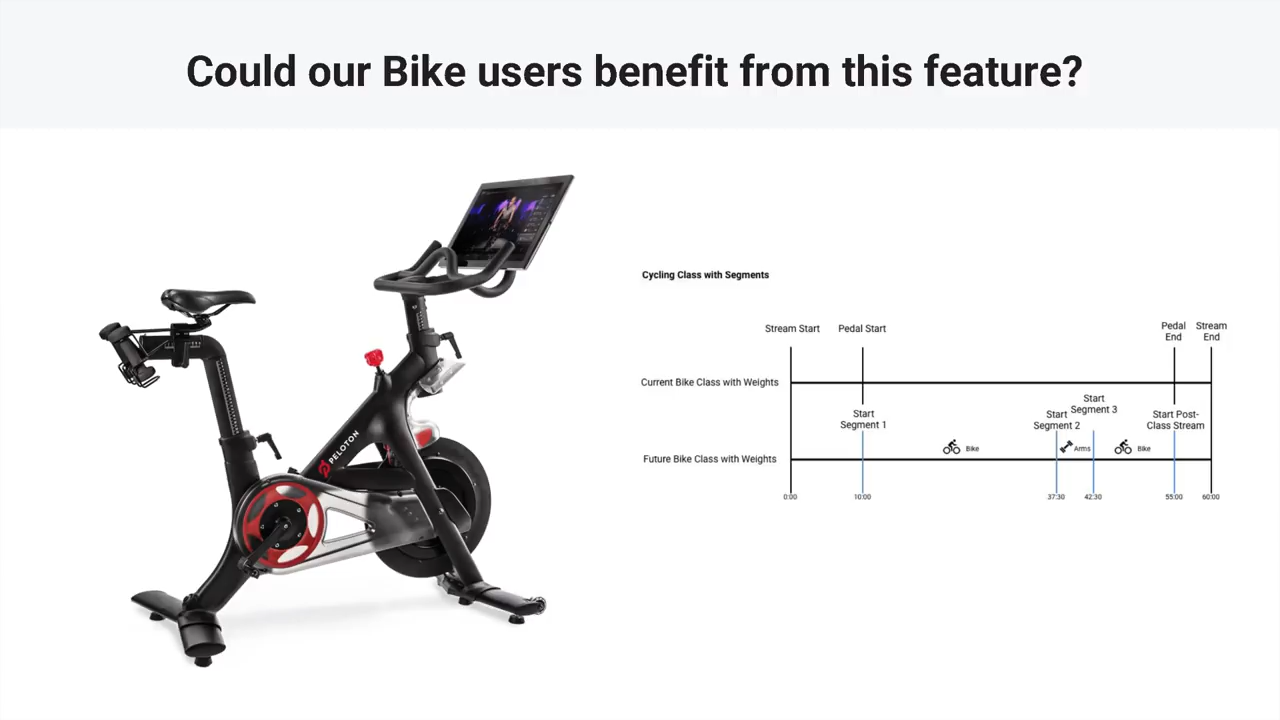 Could our Bike users benefit from this feature?
PELOTON
Cycling Class with Segments
Stream Start
Pedal Start
Pedal
End
Stream
End
Current Bike Class with Weights
Start
Segment 1
Start
Segment 2
Start
Segment 3
Start Post-
Class Stream
Future Bike Class with Weights
Bike
Arms
Bike
0:00
10:00
37:30
42:30
55:00
60:00